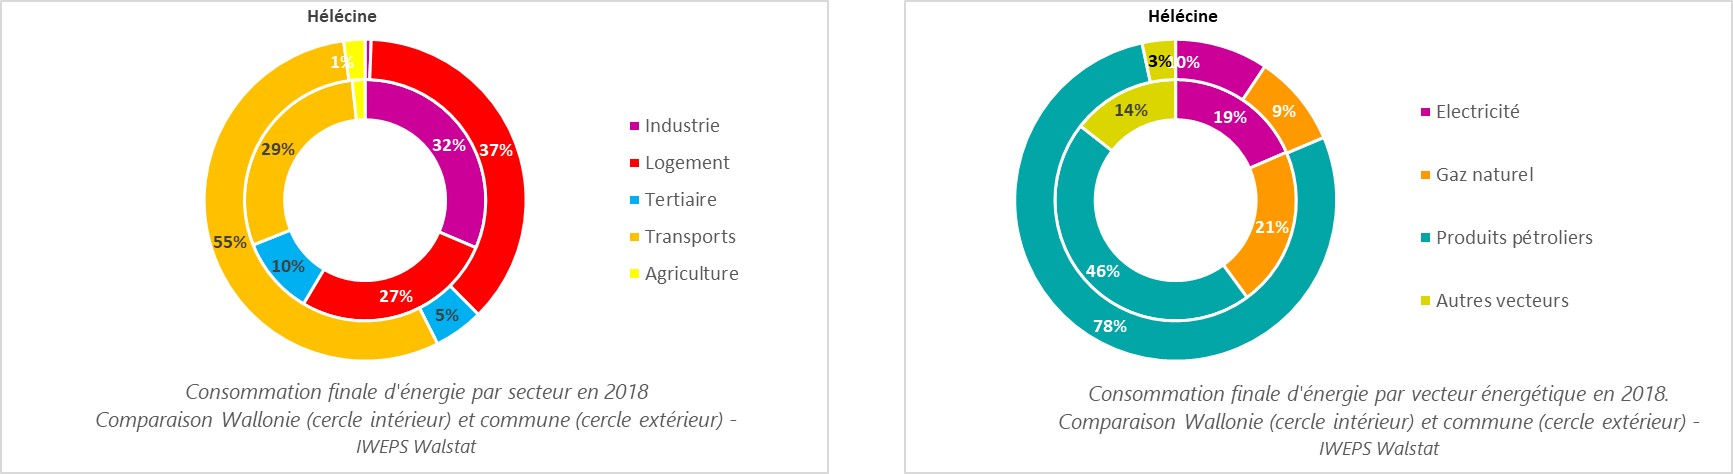 Hélécine
1%
32%
37%
29%
55%
10%
27%
5%
Industrie
Logement
Tertiaire
Transports
Agriculture
Consommation finale d'énergie par secteur en 2018
Comparaison Wallonie (cercle intérieur) et commune (cercle extérieur) -
IWEPS Walstat
Hélécine
3%
0%
9%
14%
19%
21%
46%
78%
Electricité
Gaz naturel
Produits pétroliers
Autres vecteurs
Consommation finale d'énergie par vecteur énergétique en 2018.
Comparaison Wallonie (cercle intérieur) et commune (cercle extérieur) -
IWEPS Walstat